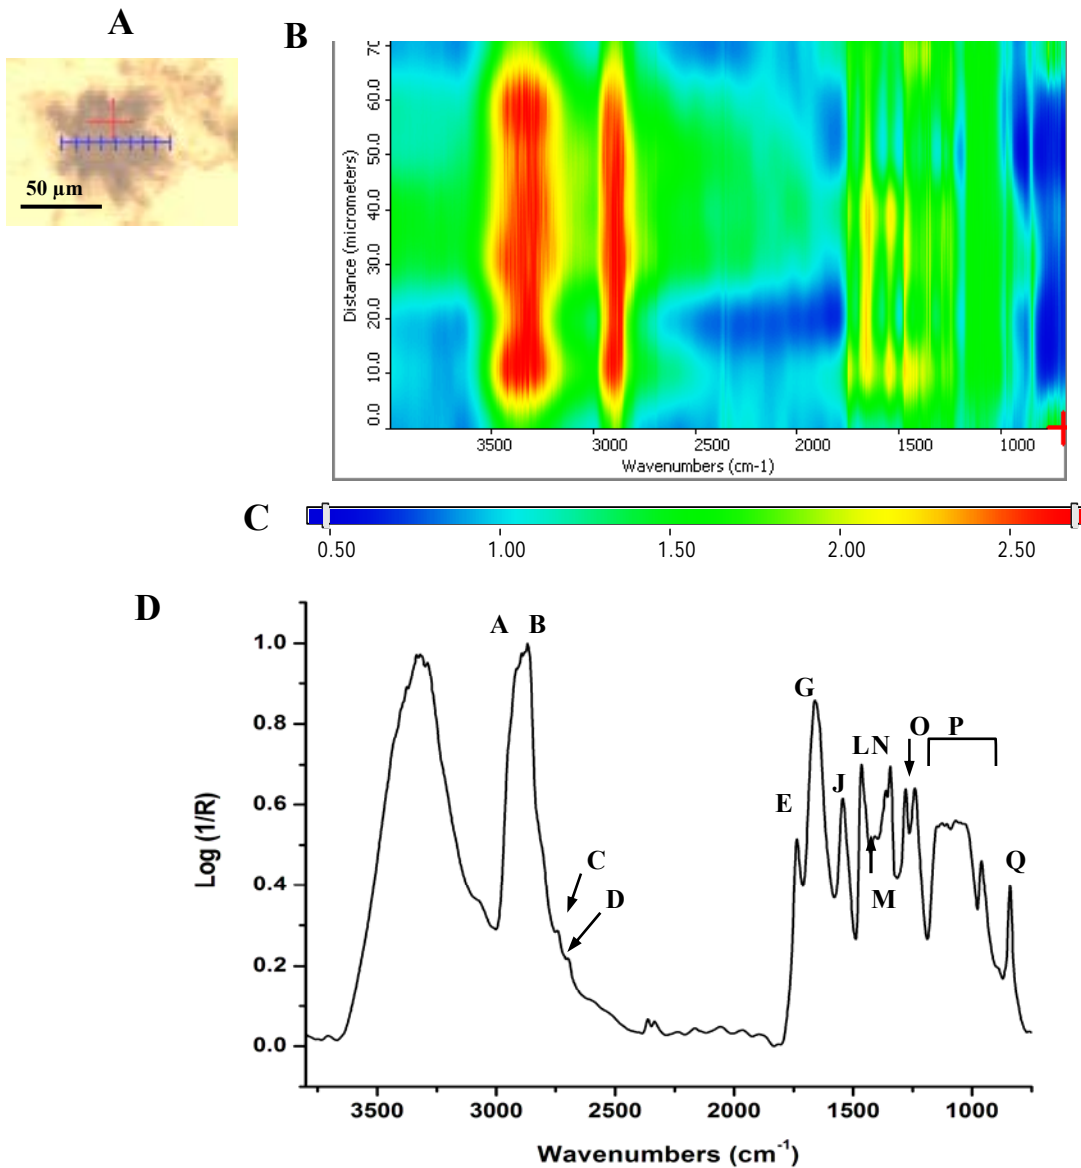 A
B
50 µm
Distance (micrometers)
70
60.0
50.0
40.0
30.0
20.0
10.0
0.0
3500 3000 2500 2000 1500 1000
Wavenumbers (cm-1)
C
0.50 1.00 1.50 2.00 2.50
D
Log (1/R)
1.0
0.8
0.6
0.4
0.2
0.0
A B
G
O P
L N
J
E
C
D
M
Q
3500 3000 2500 2000 1500 1000
Wavenumbers (cm⁻¹)